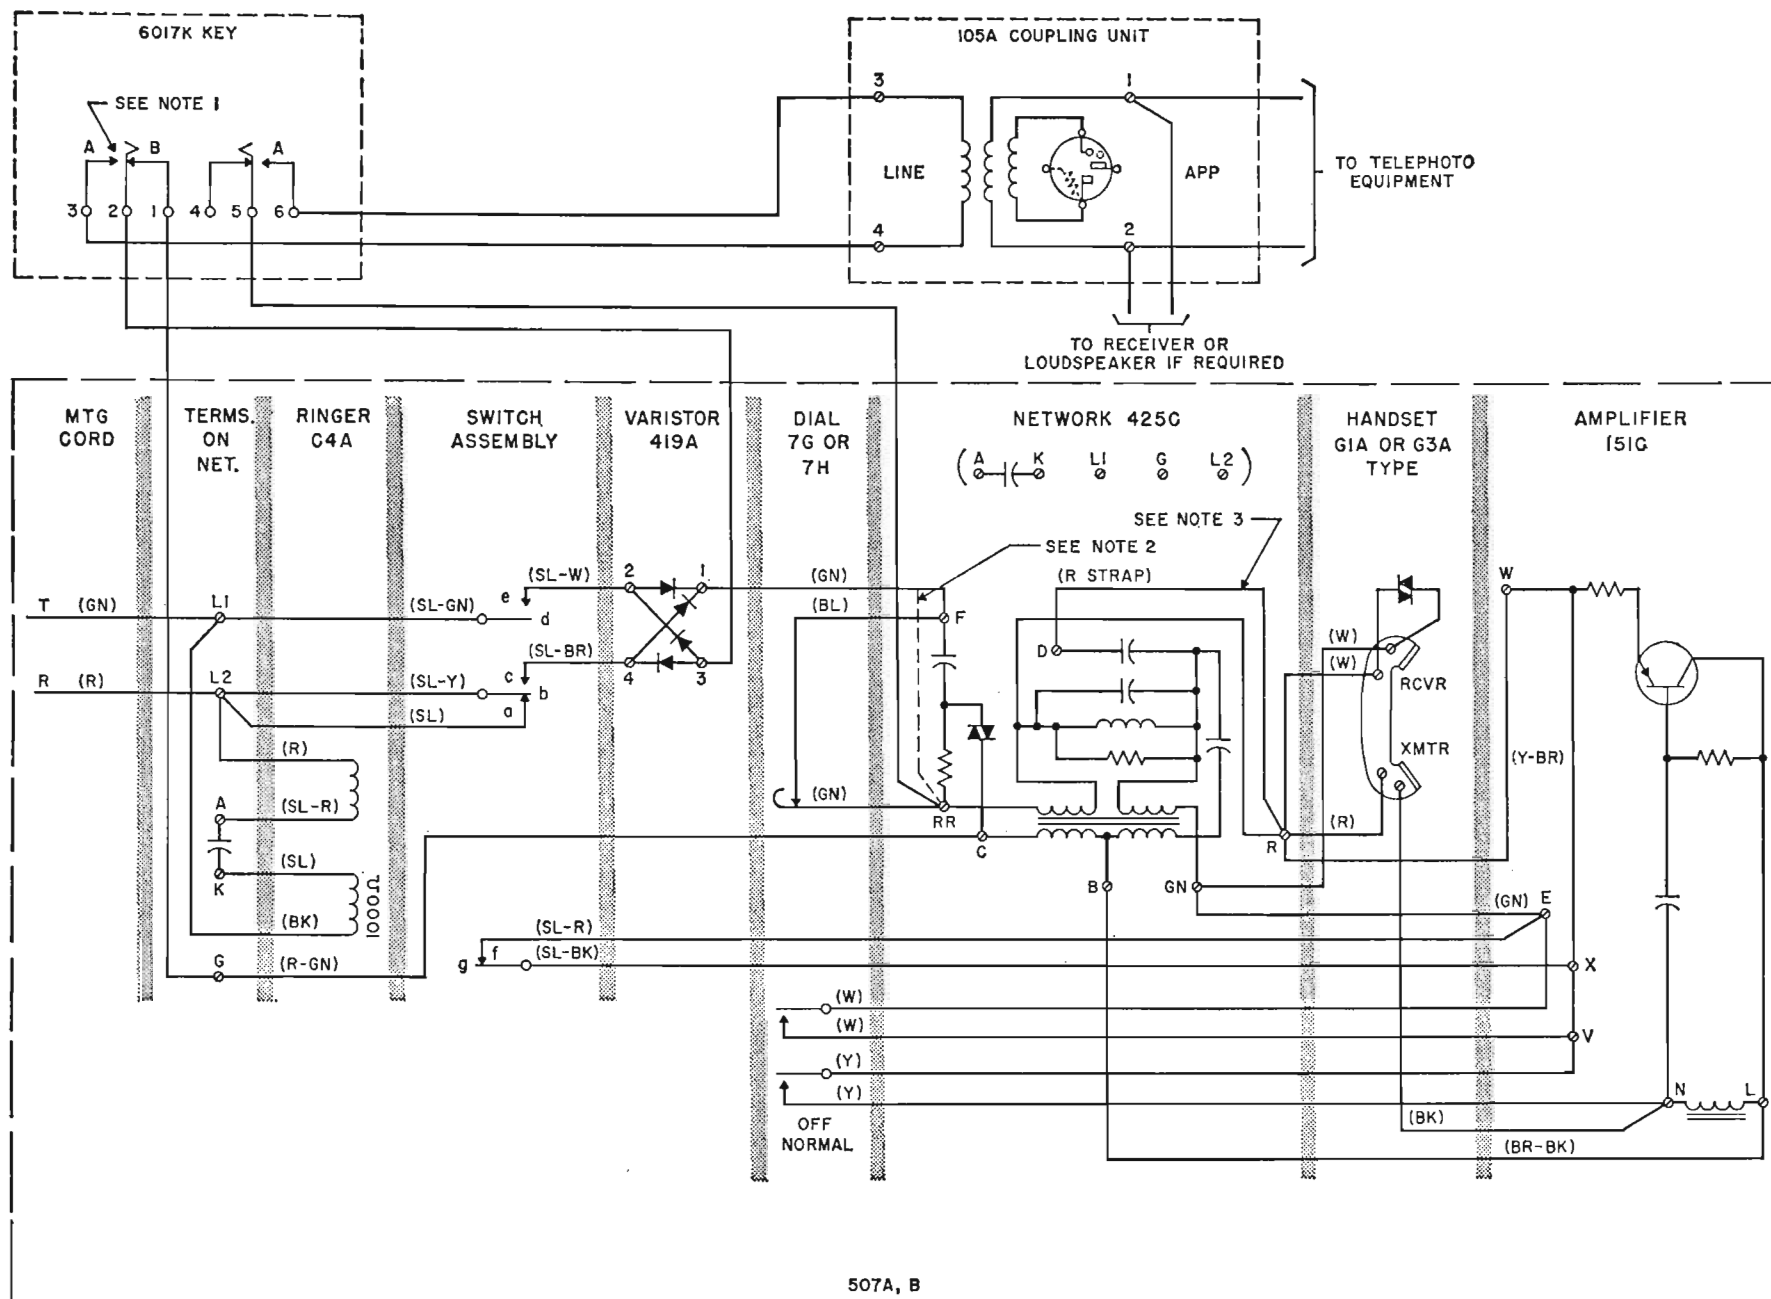 6017K KEY
105A COUPLING UNIT
SEE NOTE 1
A B A
3 2 1 4 5 6
3
4
LINE
1
2
APP
TO TELEPHOTO
EQUIPMENT
TO RECEIVER OR
LOUDSPEAKER IF REQUIRED
MTG
CORD
TERMS.
ON
NET.
RINGER
C4A
SWITCH
ASSEMBLY
VARISTOR
419A
DIAL
7G OR
7H
NETWORK 425C
(A K L1 G L2)
HANDSET
G1A OR G3A
TYPE
AMPLIFIER
151C
SEE NOTE 3
SEE NOTE 2
(R STRAP)
T (GN) L1 (SL-GN) e d (SL-W) 2 1 (GN)
(BL) F
R (R) L2 (SL-Y) c b a (SL-BR) 4 3
(SL)
D
(W)
(W)
RCVR
XMTR
W
(Y-BR)
(R)
A (SL-R)
K (SL)
(BK)
1000Ω
(GN) RR
C
R (R)
B GN
(GN) E
(SL-R)
g f (SL-BK) X
G (R-GN)
(W)
(W) V
(Y)
(Y)
N L
OFF
NORMAL
(BK)
(BR-BK)
507A, B